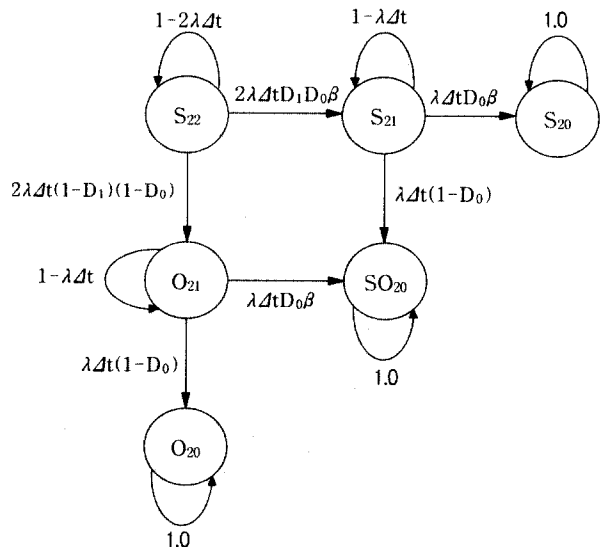 1-2λΔt
1-λΔt
1.0
S₂₂
2λΔtD₁D₀β
S₂₁
λΔtD₀β
S₂₀
2λΔt(1-D₁)(1-D₀)
λΔt(1-D₀)
1-λΔt
O₂₁
λΔtD₀β
SO₂₀
λΔt(1-D₀)
1.0
O₂₀
1.0